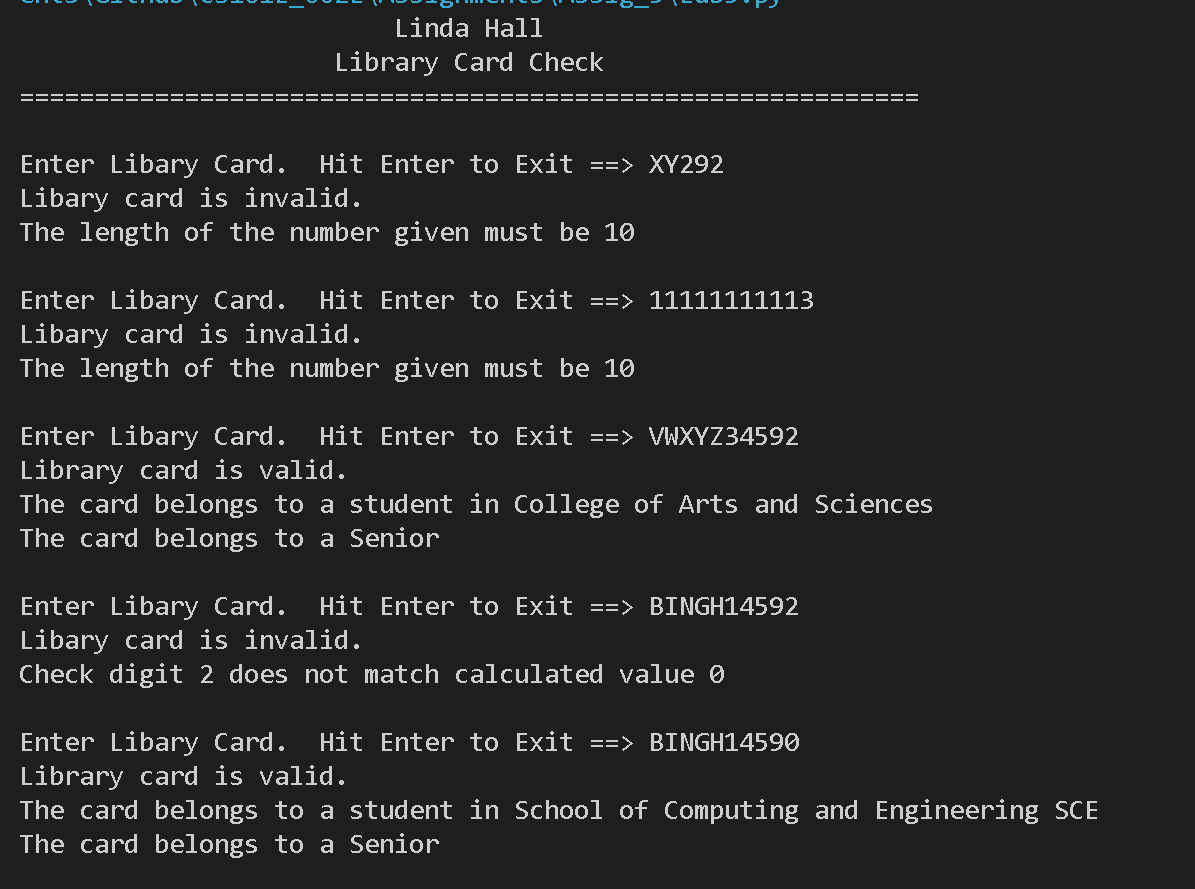 Linda Hall
                     Library Card Check
============================================================

Enter Libary Card.  Hit Enter to Exit ==> XY292
Libary card is invalid.
The length of the number given must be 10

Enter Libary Card.  Hit Enter to Exit ==> 11111111113
Libary card is invalid.
The length of the number given must be 10

Enter Libary Card.  Hit Enter to Exit ==> VWXYZ34592
Library card is valid.
The card belongs to a student in College of Arts and Sciences
The card belongs to a Senior

Enter Libary Card.  Hit Enter to Exit ==> BINGH14592
Libary card is invalid.
Check digit 2 does not match calculated value 0

Enter Libary Card.  Hit Enter to Exit ==> BINGH14590
Library card is valid.
The card belongs to a student in School of Computing and Engineering SCE
The card belongs to a Senior